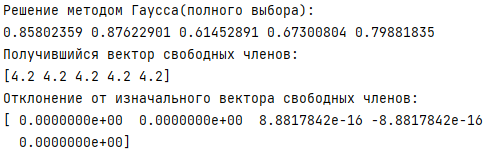 Решение методом Гаусса(полного выбора):
0.85802359 0.87622901 0.61452891 0.67300804 0.79881835
Получившийся вектор свободных членов:
[4.2 4.2 4.2 4.2 4.2]
Отклонение от изначального вектора свободных членов:
[ 0.0000000e+00  0.0000000e+00  8.8817842e-16 -8.8817842e-16
  0.0000000e+00]